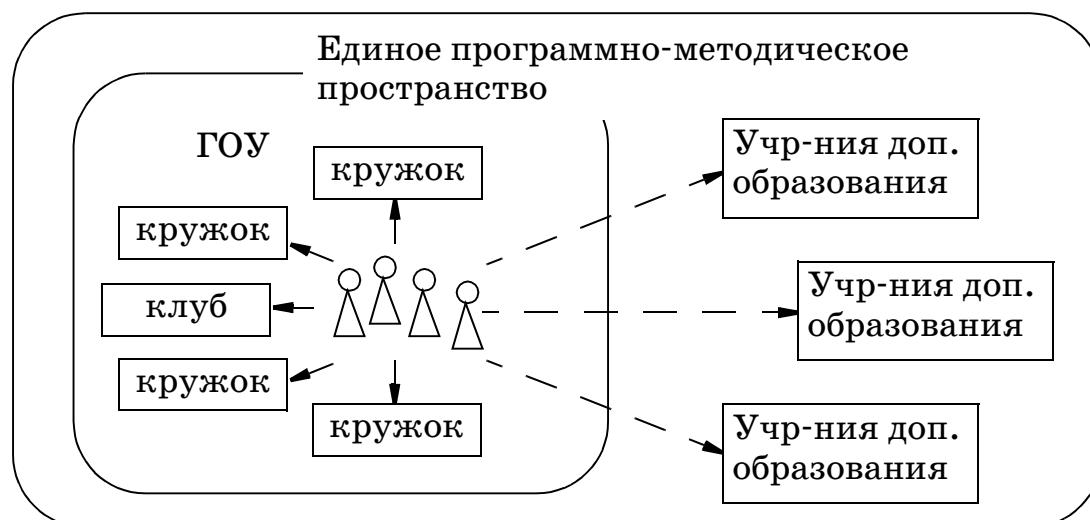 Единое программно-методическое
пространство
ГОУ
кружок
кружок
клуб
кружок
кружок
Учр-ния доп.
образования
Учр-ния доп.
образования
Учр-ния доп.
образования